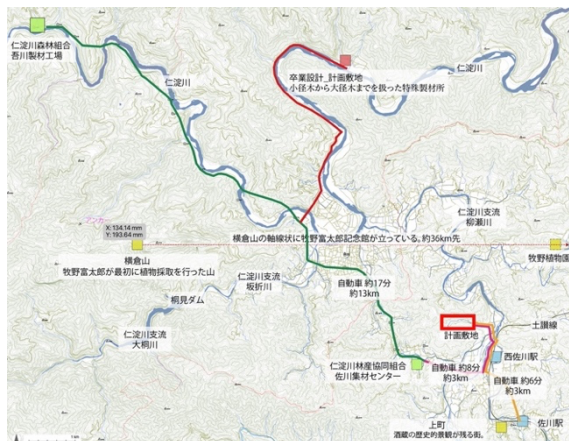 仁淀川森林組合
吾川製材工場
仁淀川
卒業設計_計画敷地
小径木から大径木までを扱った特殊製材所
仁淀川
X: 134.14 mm
Y: 193.64 mm
仁淀川支流
柳瀬川
横倉山の軸線状に牧野富太郎記念館が立っている。約36km先
横倉山
牧野富太郎が最初に植物採取を行った山
牧野植物園
仁淀川支流
坂折川
自動車 約17分
約13km
桐見ダム
仁淀川支流
大桐川
計画敷地
土讃線
西佐川駅
仁淀川林産協同組合
佐川集材センター
自動車 約8分
約3km
自動車 約6分
約3km
上町
酒蔵の歴史的景観が残る街。
佐川駅